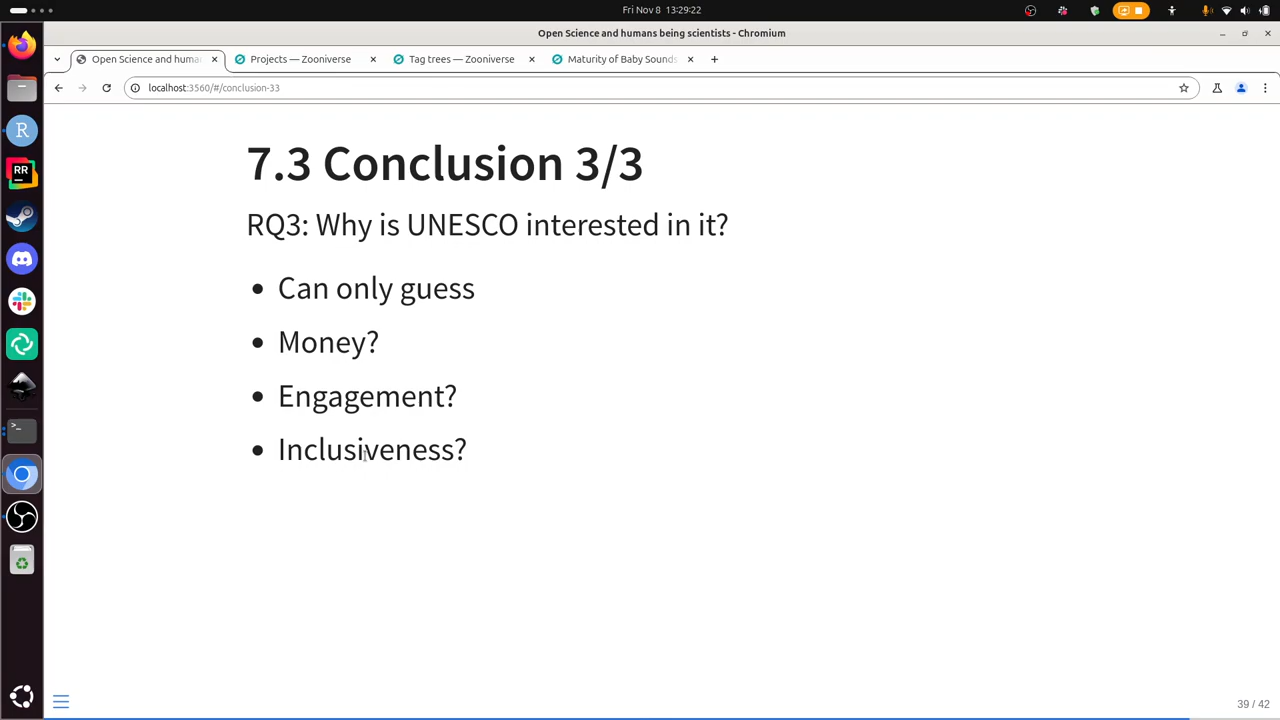 Fri Nov 8 13:29:22
Open Science and humans being scientists - Chromium
Open Science and huma
Projects — Zooniverse
Tag trees — Zooniverse
Maturity of Baby Sounds
localhost:3560/#/conclusion-33
R
RR
7.3 Conclusion 3/3
RQ3: Why is UNESCO interested in it?
• Can only guess
• Money?
• Engagement?
• Inclusiveness?
39 / 42